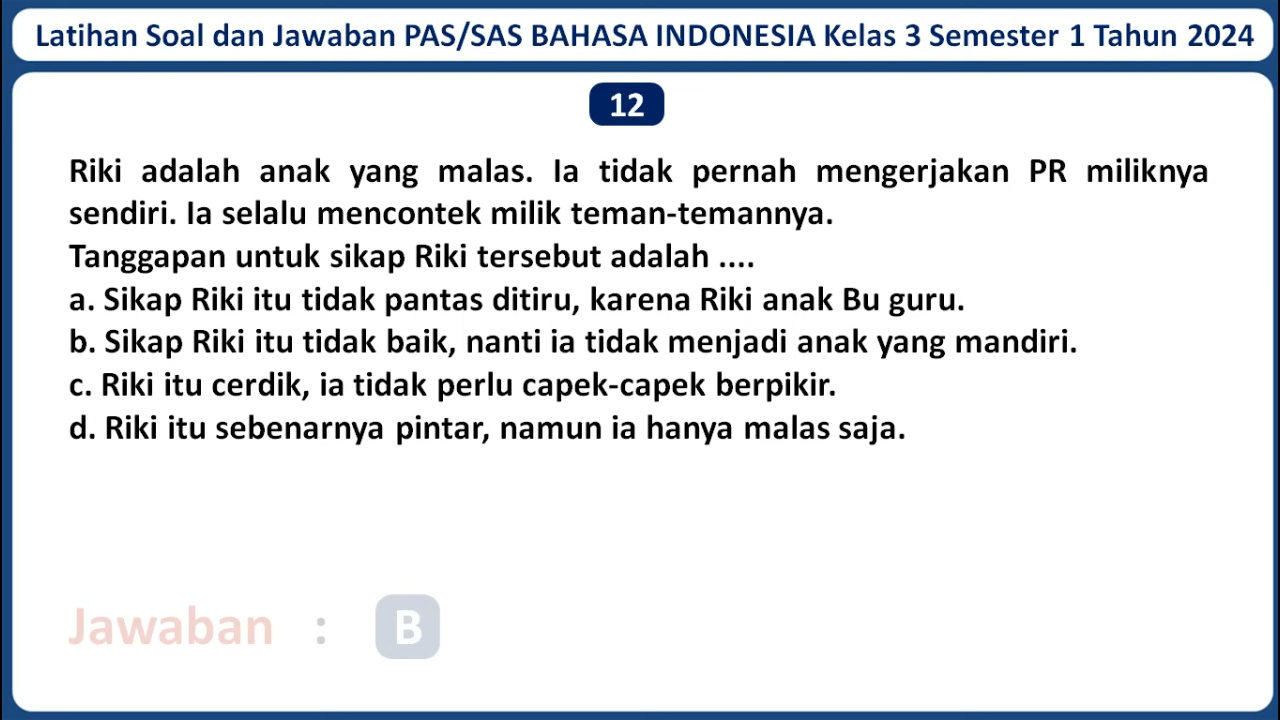 Latihan Soal dan Jawaban PAS/SAS BAHASA INDONESIA Kelas 3 Semester 1 Tahun 2024
12
Riki adalah anak yang malas. Ia tidak pernah mengerjakan PR miliknya
sendiri. Ia selalu mencontek milik teman-temannya.
Tanggapan untuk sikap Riki tersebut adalah ....
a. Sikap Riki itu tidak pantas ditiru, karena Riki anak Bu guru.
b. Sikap Riki itu tidak baik, nanti ia tidak menjadi anak yang mandiri.
c. Riki itu cerdik, ia tidak perlu capek-capek berpikir.
d. Riki itu sebenarnya pintar, namun ia hanya malas saja.
Jawaban : B